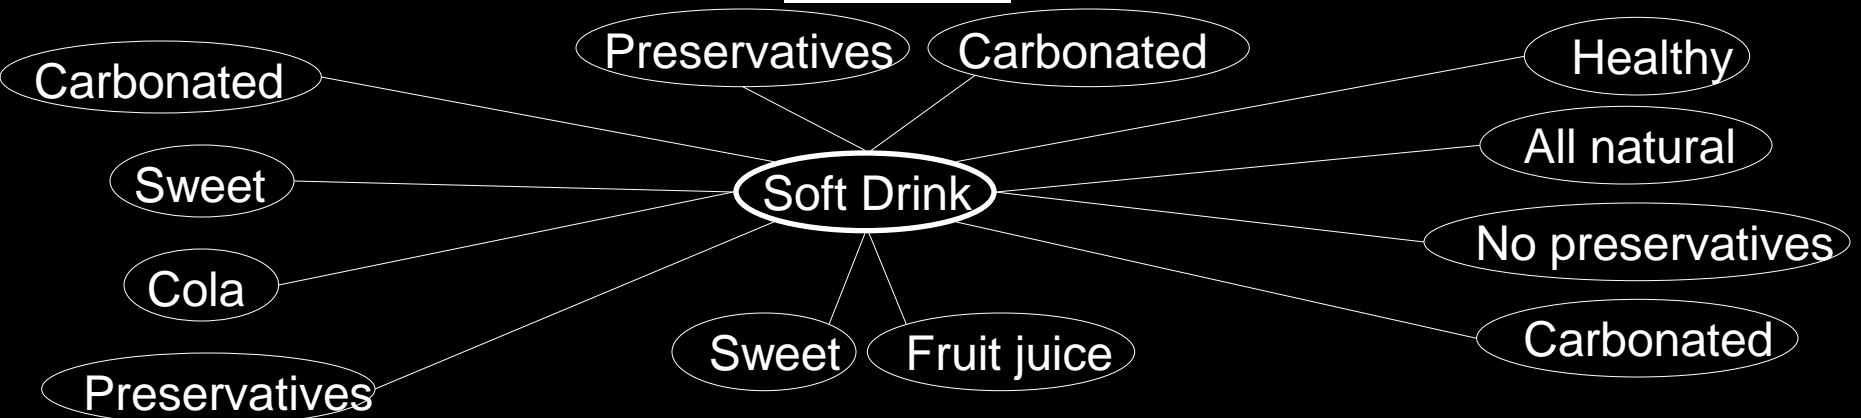 Preservatives
Carbonated
Healthy
Carbonated
All natural
Sweet
Soft Drink
No preservatives
Cola
Carbonated
Sweet
Fruit juice
Preservatives